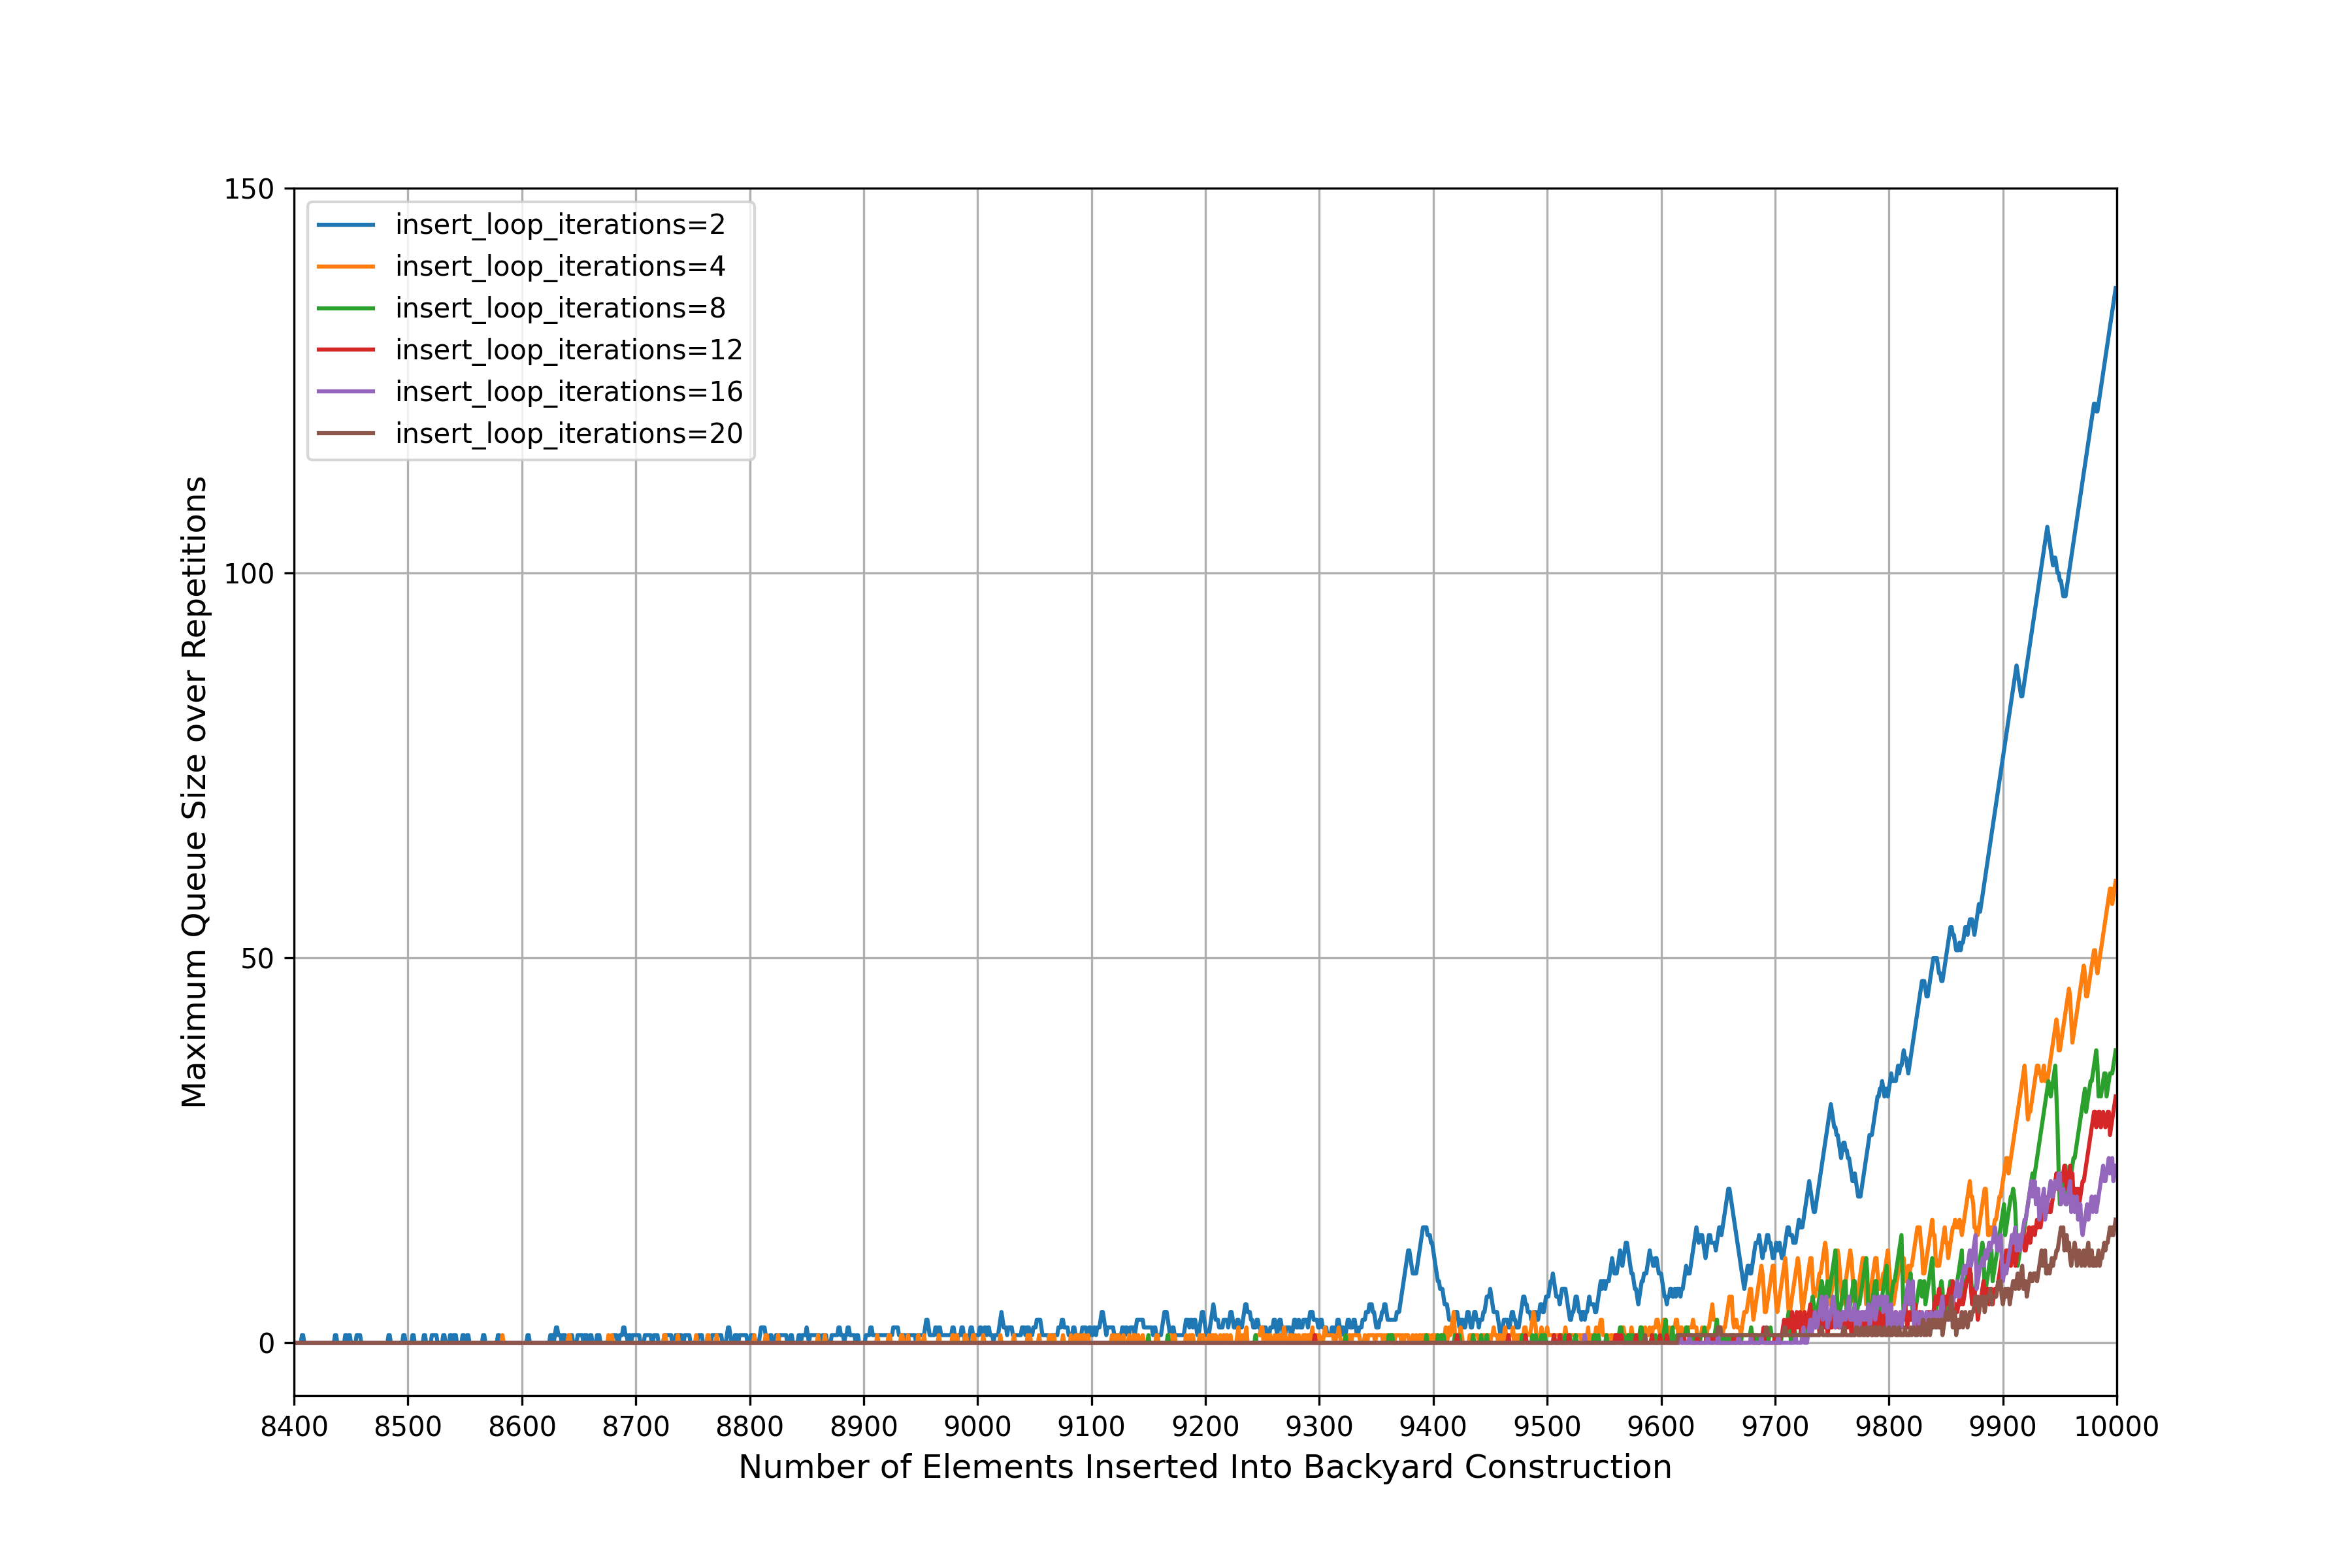 150
100
50
0
Maximum Queue Size over Repetitions
insert_loop_iterations=2
insert_loop_iterations=4
insert_loop_iterations=8
insert_loop_iterations=12
insert_loop_iterations=16
insert_loop_iterations=20
8400 8500 8600 8700 8800 8900 9000 9100 9200 9300 9400 9500 9600 9700 9800 9900 10000
Number of Elements Inserted Into Backyard Construction